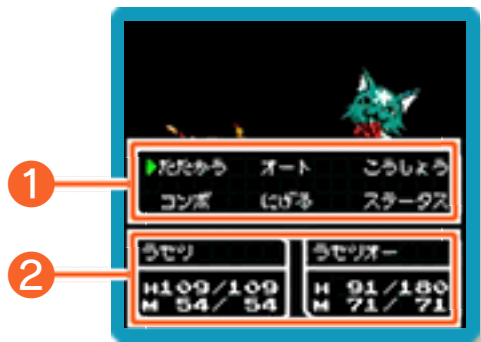 1
▶たたかう オート こうしょう
コンボ にげる ステータス
2
ラセツ ラセツオー
H109/109 H 91/180
M 54/ 54 M 71/ 71